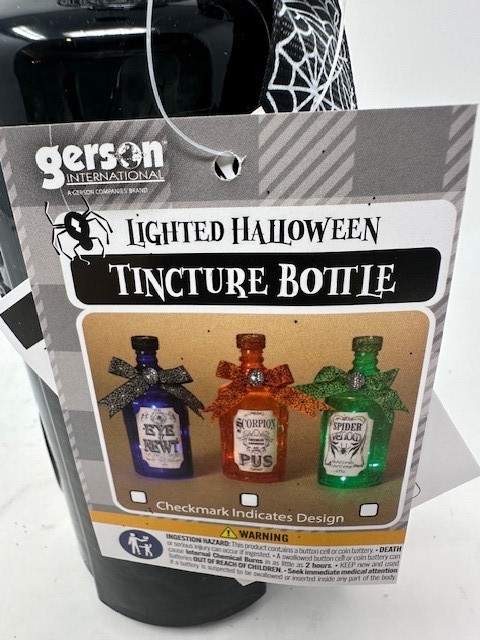 gerson
INTERNATIONAL
A GERSON COMPANIES BRAND
LIGHTED HALLOWEEN
TINCTURE BOTTLE
EYE
OF
NEWT
SCORPION
PUS
SPIDER
Venom
Checkmark Indicates Design
WARNING
INGESTION HAZARD: This product contains a button cell or coin battery. • DEATH
or serious injury can occur if ingested. • A swallowed button cell or coin battery can
cause Internal Chemical Burns in as little as 2 hours. • KEEP new and used
batteries OUT OF REACH OF CHILDREN. • Seek immediate medical attention
if a battery is suspected to be swallowed or inserted inside any part of the body.